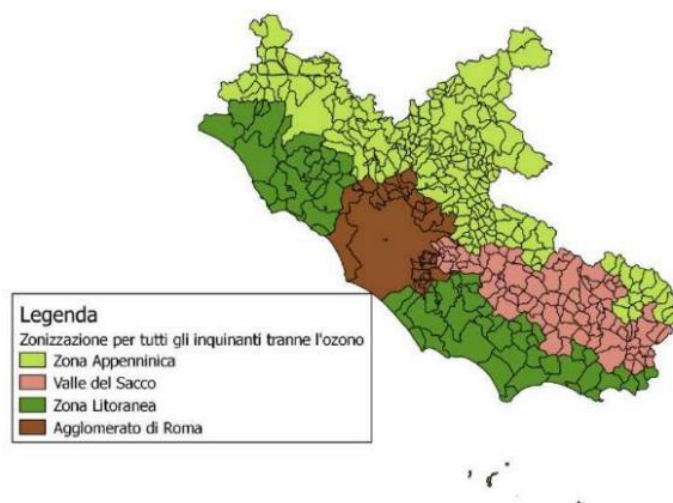 Legenda
Zonizzazione per tutti gli inquinanti tranne l'ozono
Zona Appenninica
Valle del Sacco
Zona Litoranea
Agglomerato di Roma